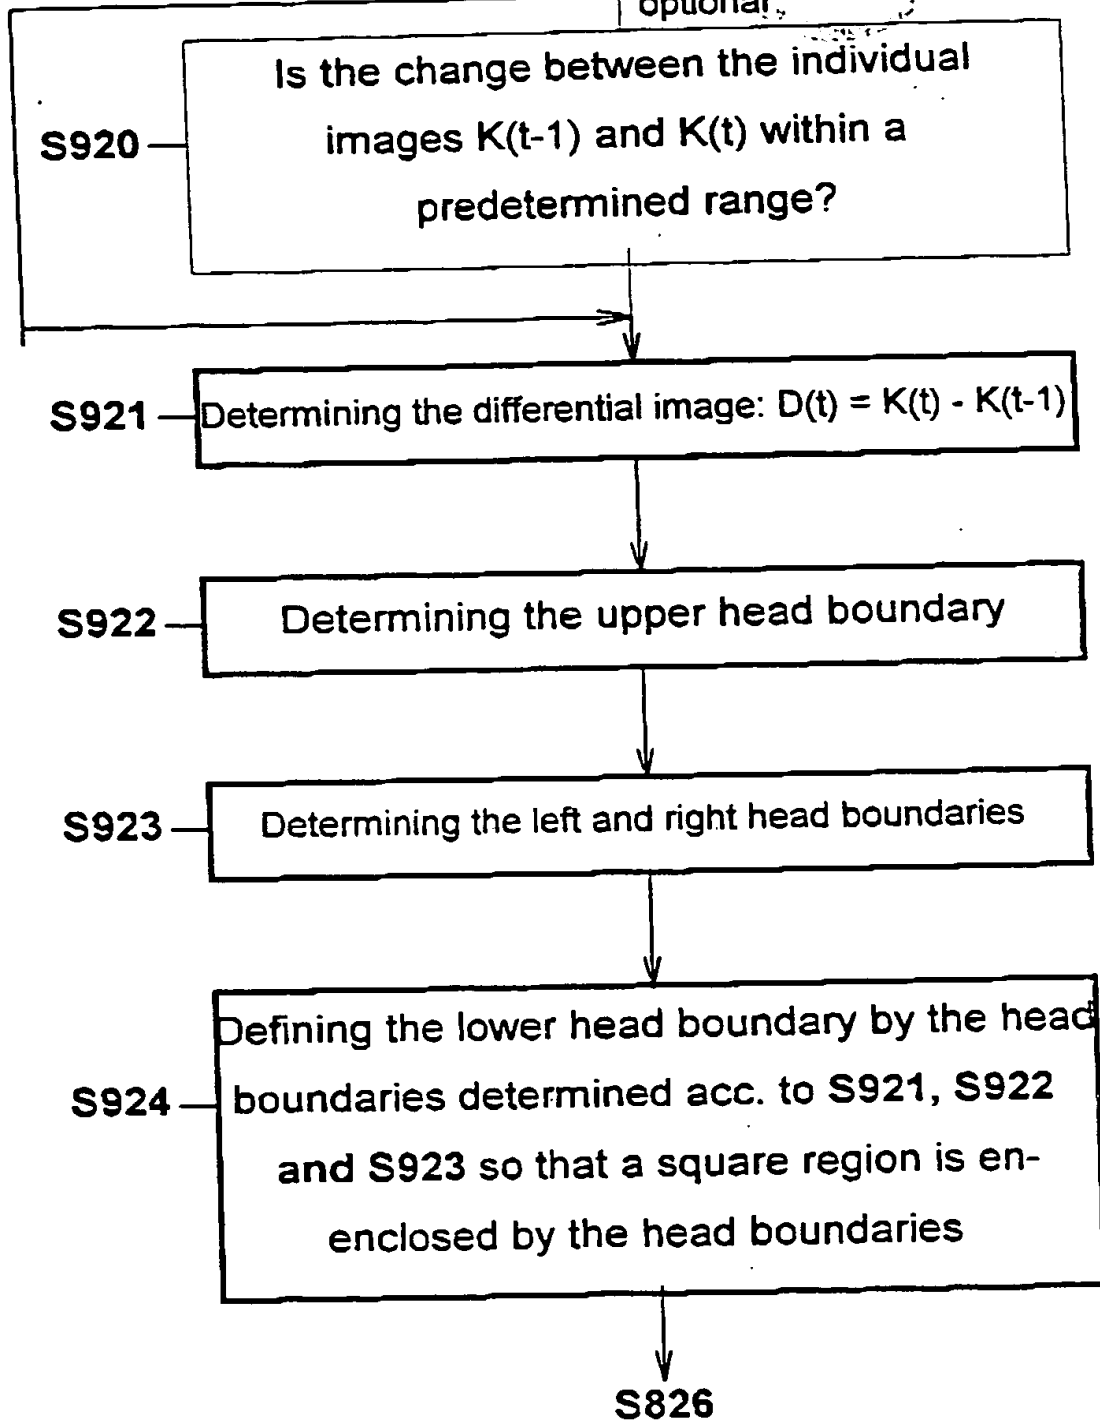 optional
Is the change between the individual
images K(t-1) and K(t) within a
predetermined range?
S920
S921
Determining the differential image: D(t) = K(t) - K(t-1)
S922
Determining the upper head boundary
S923
Determining the left and right head boundaries
Defining the lower head boundary by the head
boundaries determined acc. to S921, S922
and S923 so that a square region is en-
enclosed by the head boundaries
S924
S826